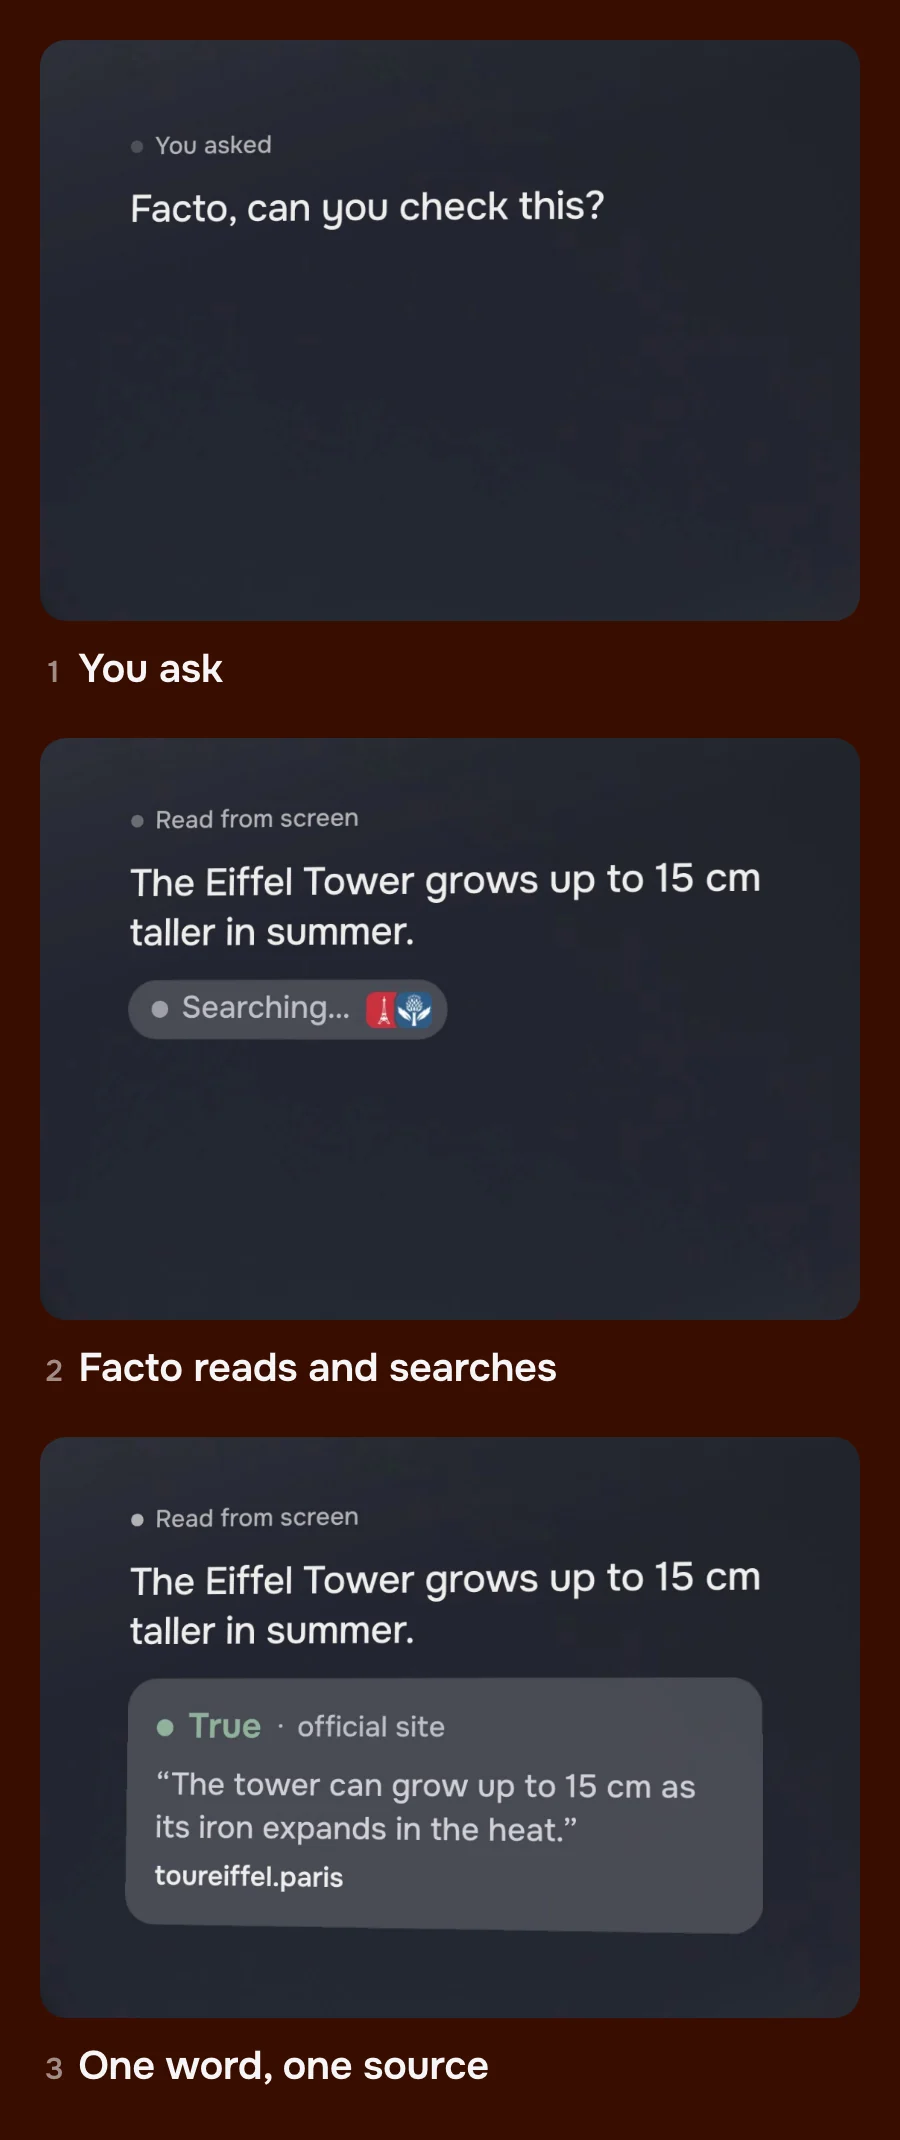 You asked
Facto, can you check this?
1 You ask
Read from screen
The Eiffel Tower grows up to 15 cm
taller in summer.
Searching...
2 Facto reads and searches
Read from screen
The Eiffel Tower grows up to 15 cm
taller in summer.
True · official site
“The tower can grow up to 15 cm as
its iron expands in the heat.”
toureiffel.paris
3 One word, one source